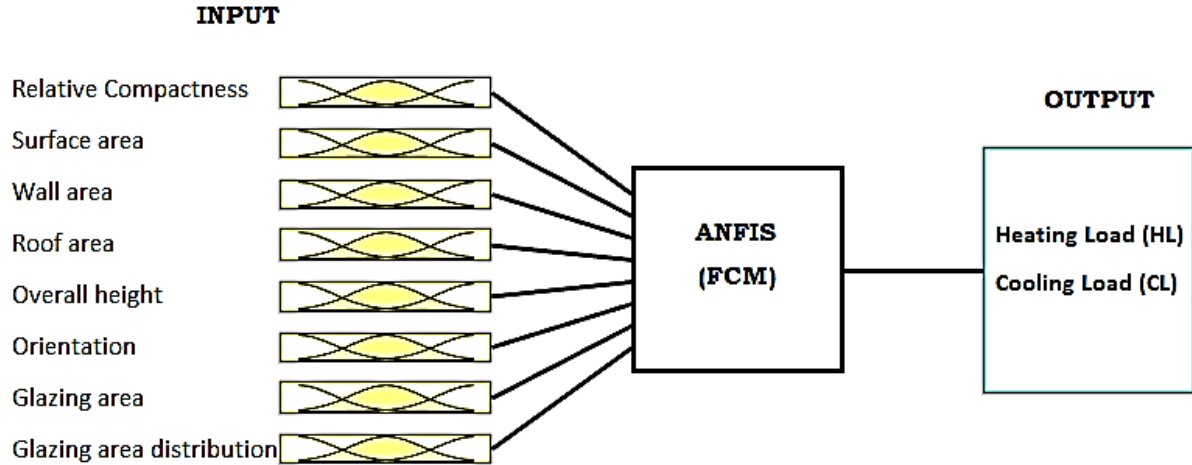 INPUT
Relative Compactness
Surface area
Wall area
Roof area
Overall height
Orientation
Glazing area
Glazing area distribution
ANFIS
(FCM)
OUTPUT
Heating Load (HL)
Cooling Load (CL)